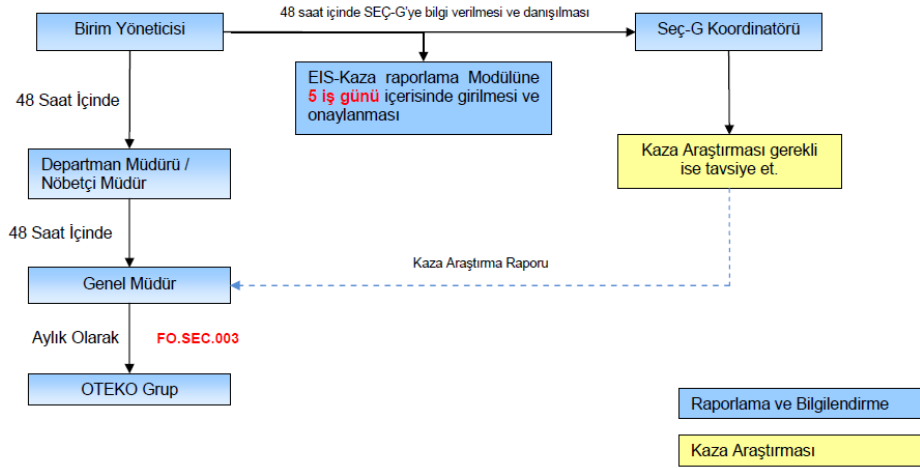 48 saat içinde SEÇ-G'ye bilgi verilmesi ve danışılması
Birim Yöneticisi
Seç-G Koordinatörü
EIS-Kaza raporlama Modülüne
5 iş günü içerisinde girilmesi ve
onaylanması
48 Saat İçinde
Kaza Araştırması gerekli
ise tavsiye et.
Departman Müdürü /
Nöbetçi Müdür
48 Saat İçinde
Kaza Araştırma Raporu
Genel Müdür
Aylık Olarak
FO.SEC.003
OTEKO Grup
Raporlama ve Bilgilendirme
Kaza Araştırması